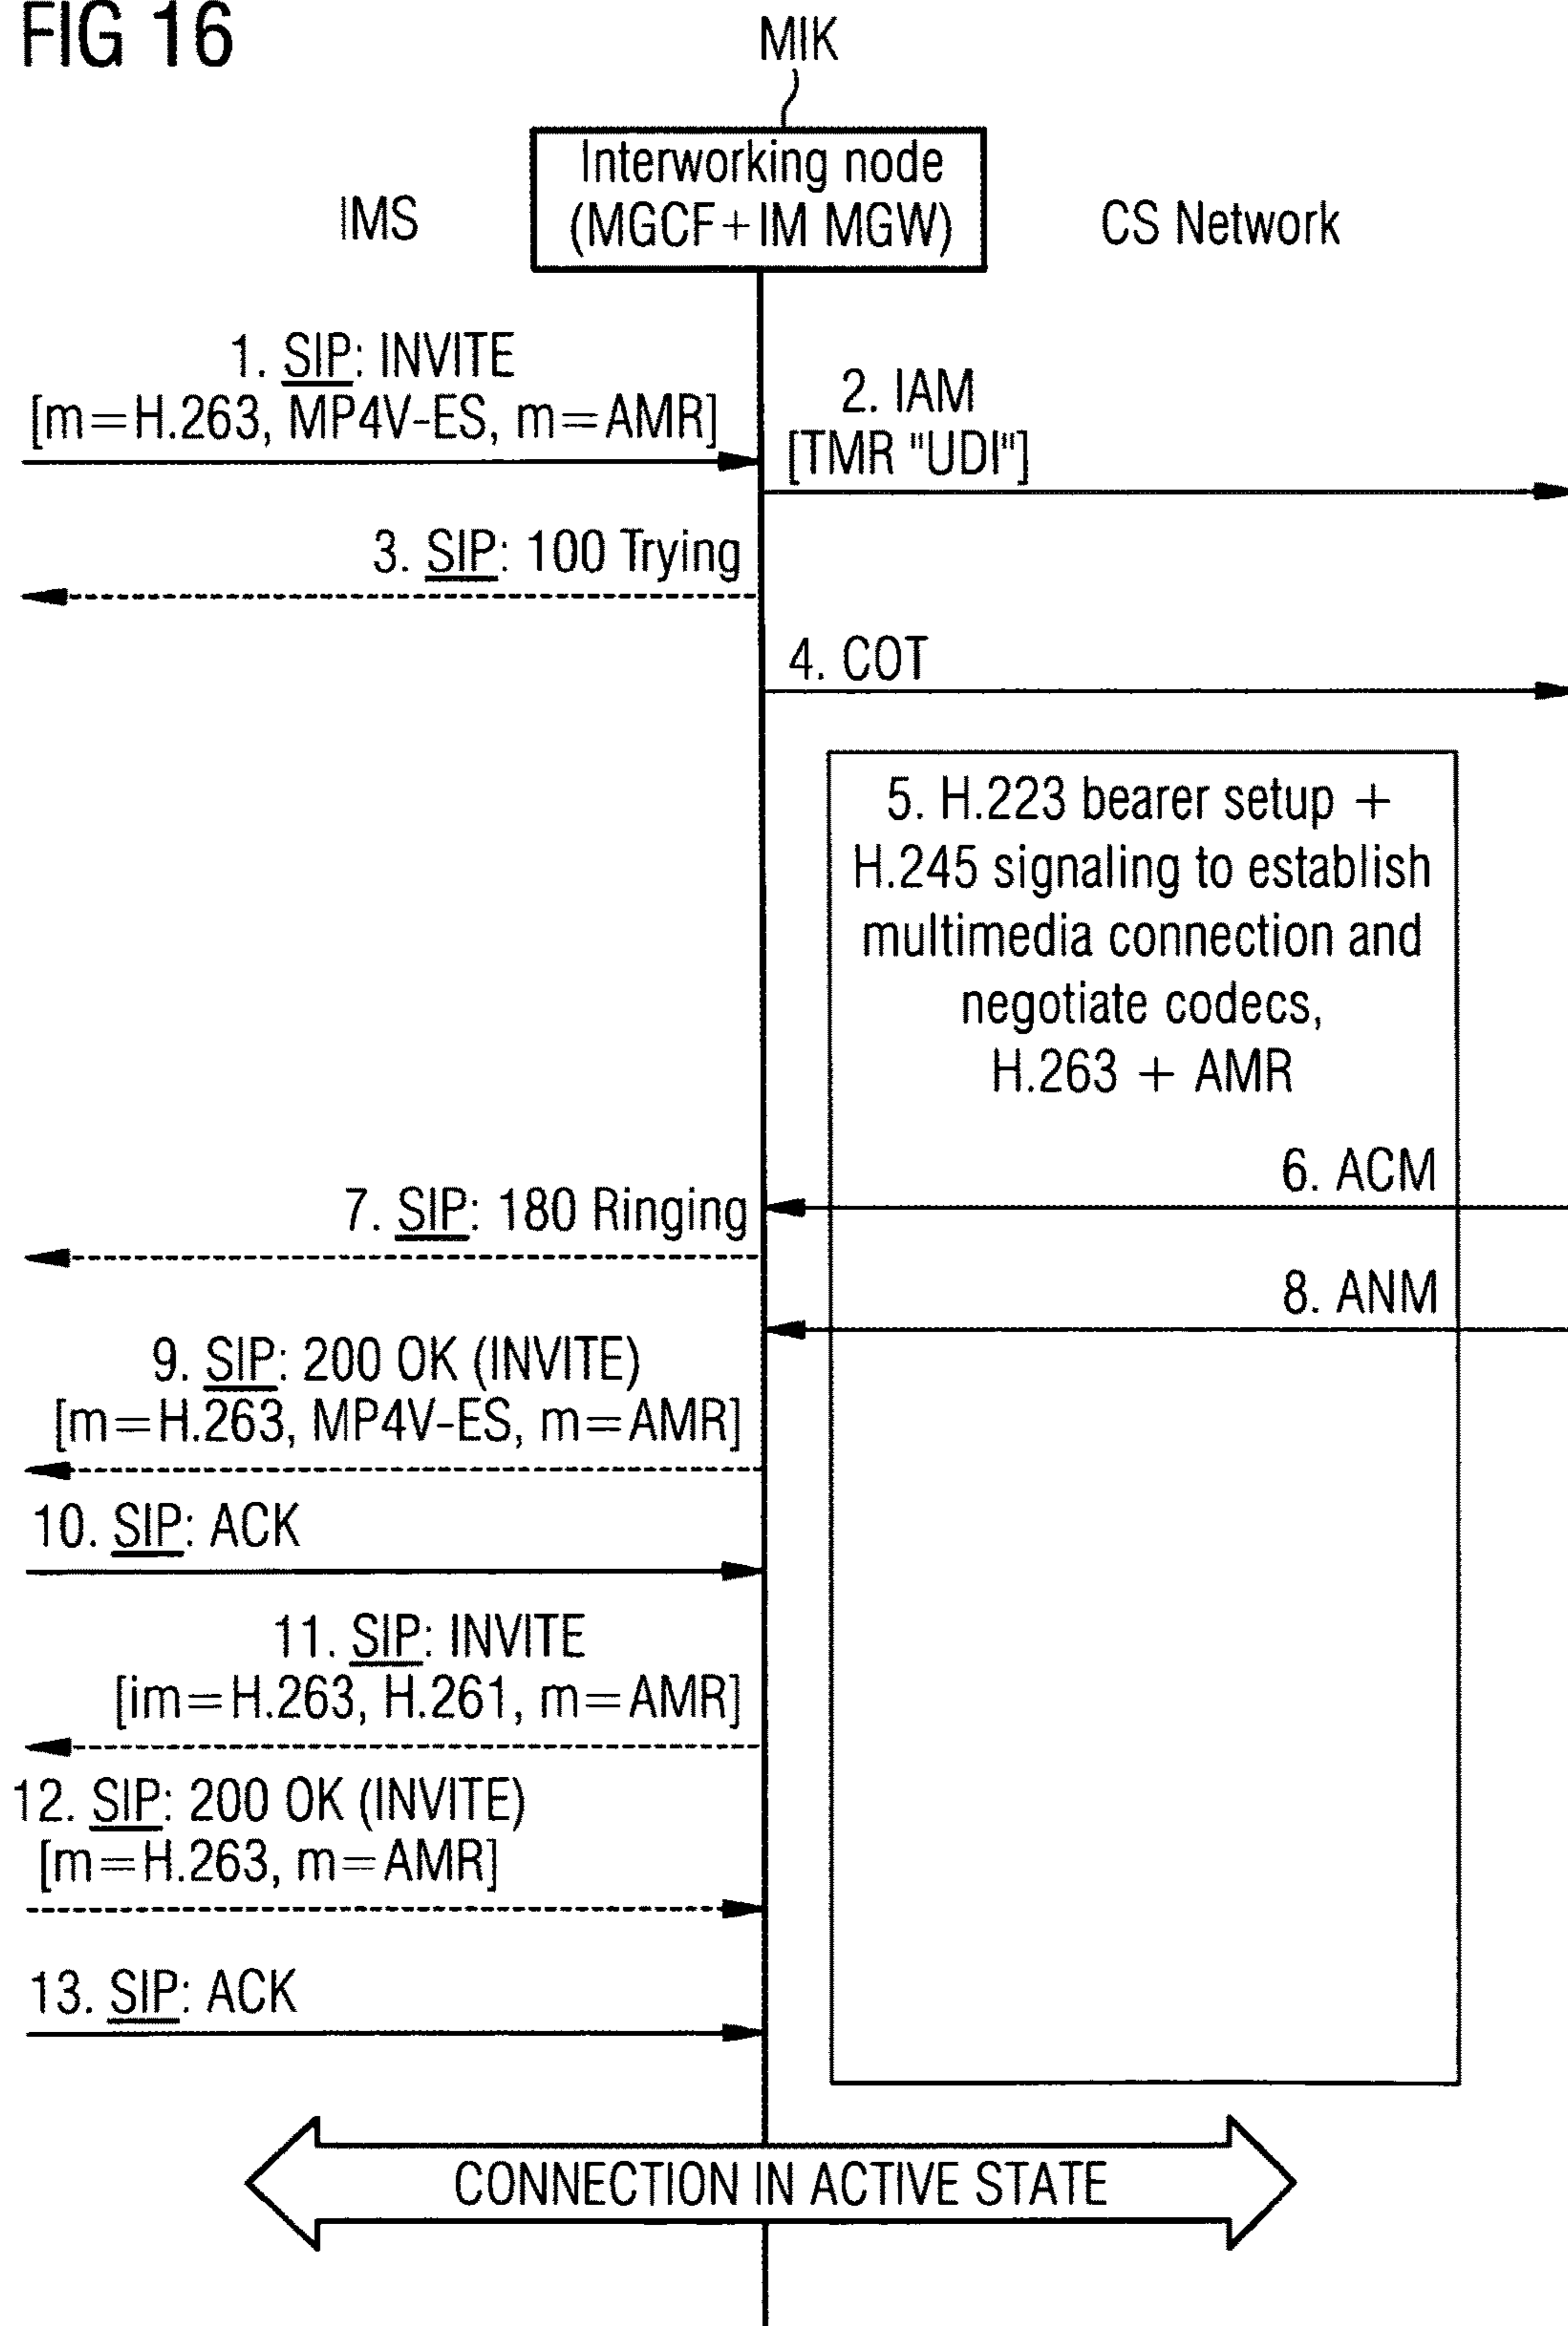 FIG 16
MIK
Interworking node
(MGCF+IM MGW)
IMS
CS Network
1. SIP: INVITE
[m=H.263, MP4V-ES, m=AMR]
2. IAM
[TMR "UDI"]
3. SIP: 100 Trying
4. COT
5. H.223 bearer setup +
H.245 signaling to establish
multimedia connection and
negotiate codecs,
H.263 + AMR
6. ACM
7. SIP: 180 Ringing
8. ANM
9. SIP: 200 OK (INVITE)
[m=H.263, MP4V-ES, m=AMR]
10. SIP: ACK
11. SIP: INVITE
[im=H.263, H.261, m=AMR]
12. SIP: 200 OK (INVITE)
[m=H.263, m=AMR]
13. SIP: ACK
CONNECTION IN ACTIVE STATE